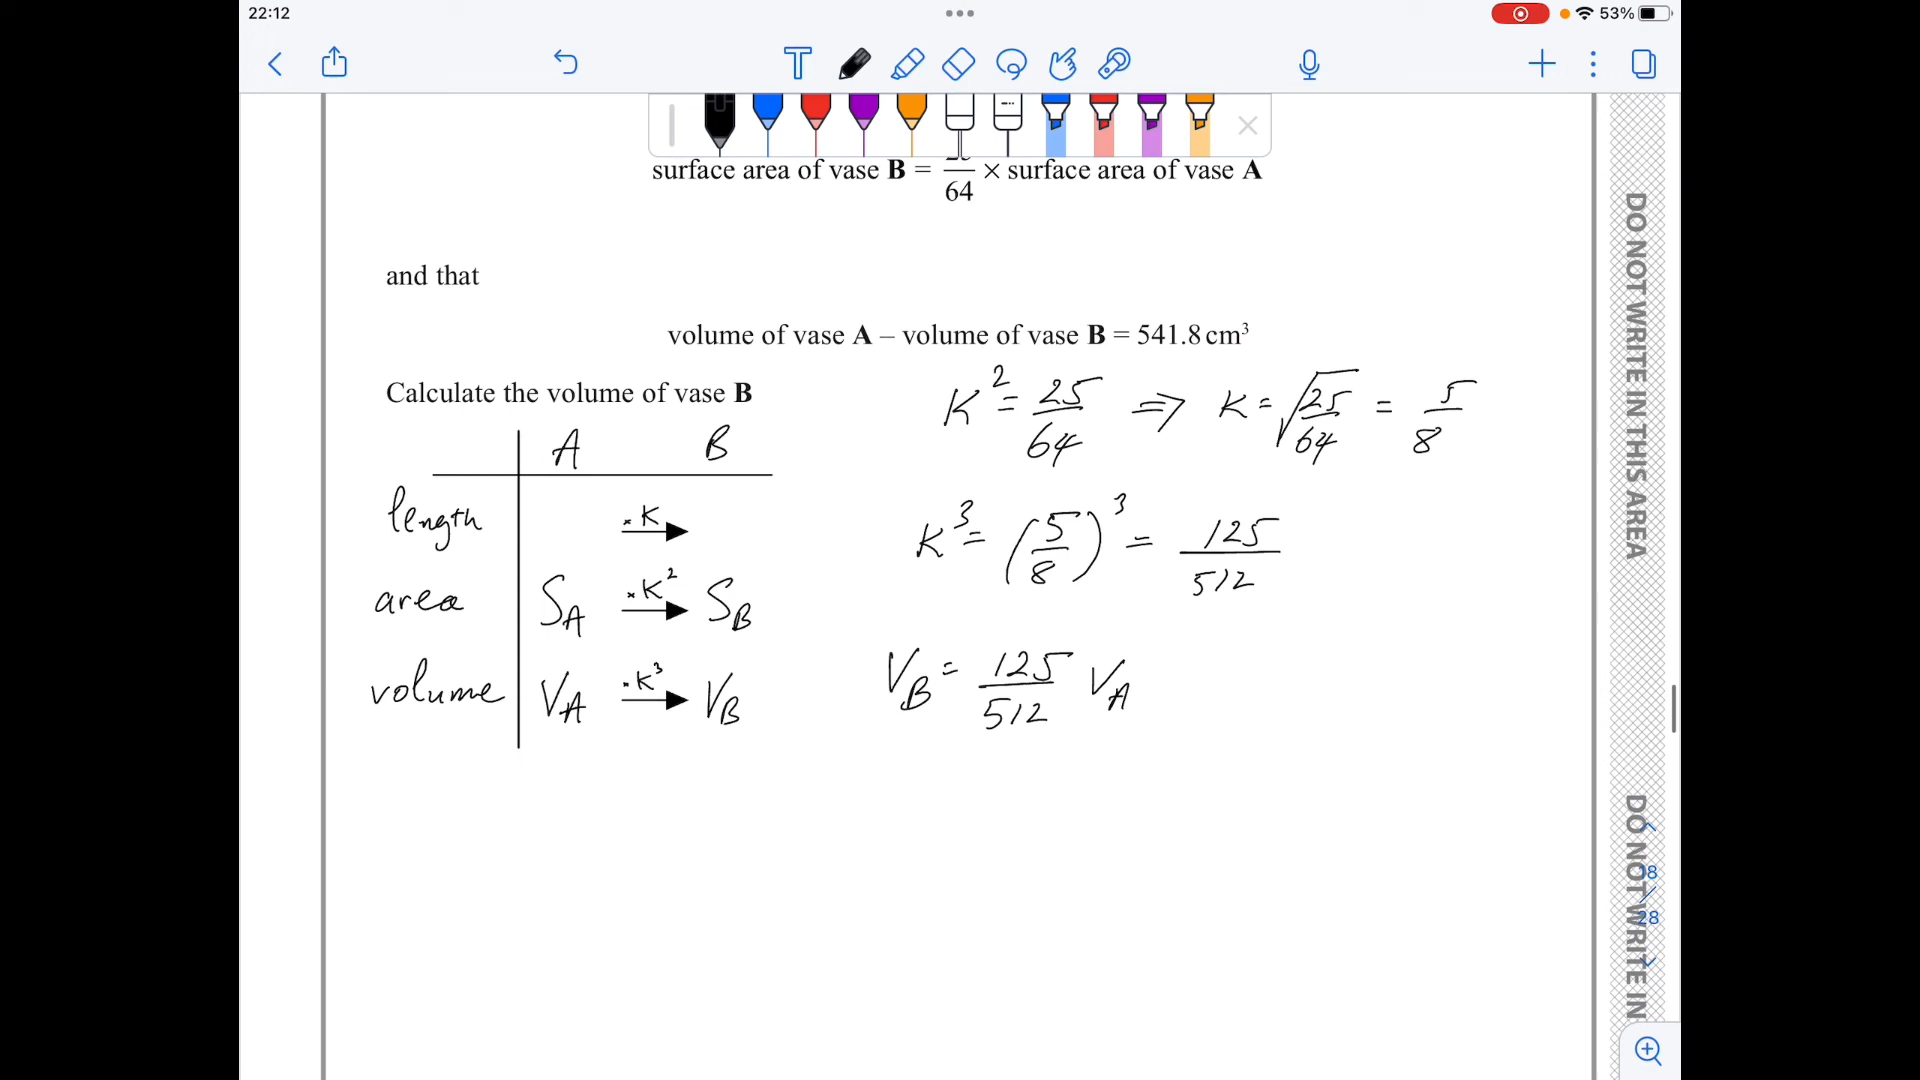 22:12
53%
surface area of vase B = /64 × surface area of vase A
and that
volume of vase A – volume of vase B = 541.8 cm³
Calculate the volume of vase B
K² = 25/64 ⇒ K = √25/64 = 5/8
A B
length ·K
K³ = (5/8)³ = 125/512
area S_A ·K² S_B
volume V_A ·K³ V_B
V_B = 125/512 V_A
DO NOT WRITE IN THIS AREA
DO NOT WRITE IN
18
/
28